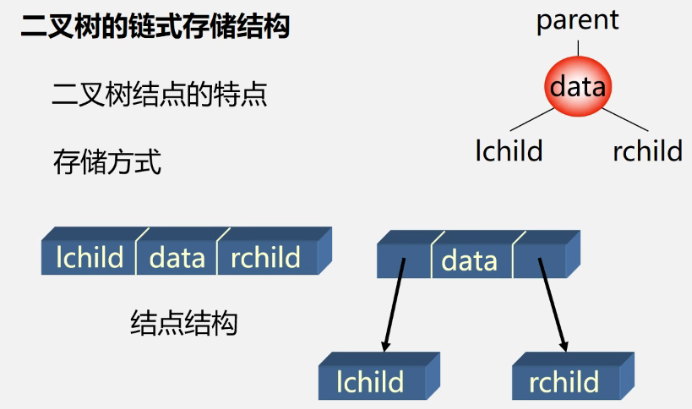 二叉树的链式存储结构
parent
二叉树结点的特点
data
存储方式
lchild rchild
lchild data rchild
data
结点结构
lchild
rchild